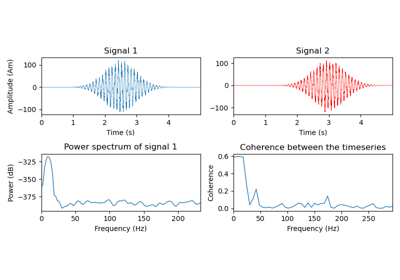 Signal 1
Signal 2
100
0
−100
Amplitude (Am)
0 1 2 3 4
Time (s)
100
0
−100
0 1 2 3 4
Time (s)
Power spectrum of signal 1
Coherence between the timeseries
−325
−350
−375
Power (dB)
0 50 100 150 200
Frequency (Hz)
0.6
0.4
0.2
0.0
Coherence
0 50 100 150 200 250
Frequency (Hz)